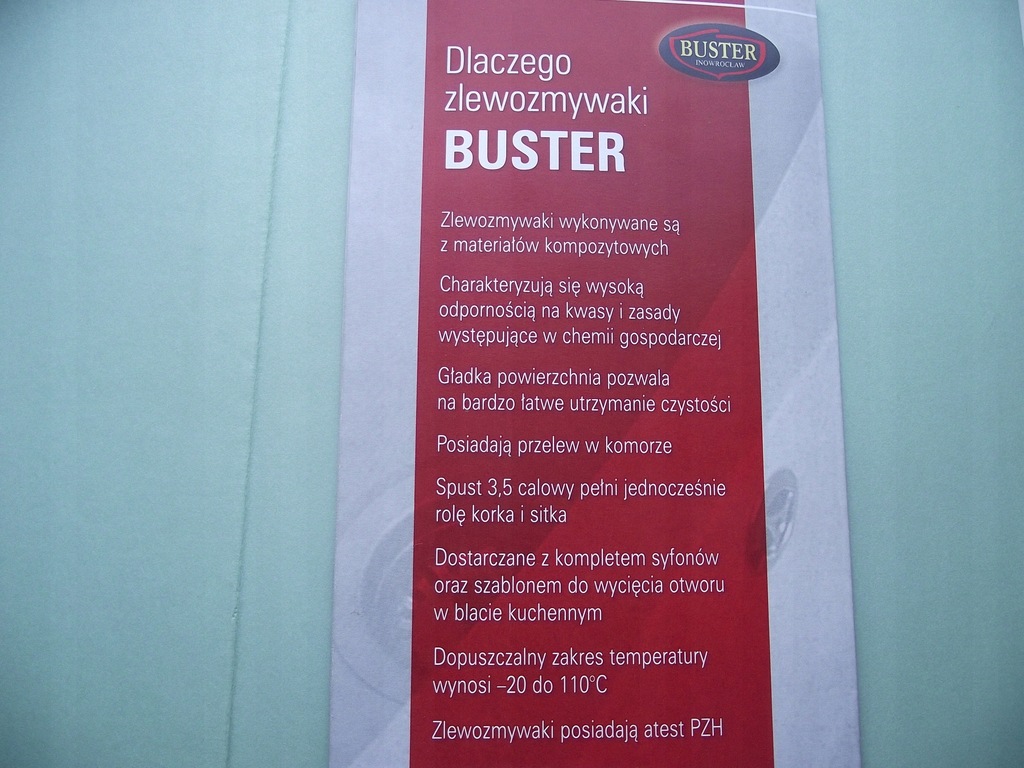 BUSTER
INOWROCŁAW
Dlaczego
zlewozmywaki
BUSTER
Zlewozmywaki wykonywane są
z materiałów kompozytowych
Charakteryzują się wysoką
odpornością na kwasy i zasady
występujące w chemii gospodarczej
Gładka powierzchnia pozwala
na bardzo łatwe utrzymanie czystości
Posiadają przelew w komorze
Spust 3,5 calowy pełni jednocześnie
rolę korka i sitka
Dostarczane z kompletem syfonów
oraz szablonem do wycięcia otworu
w blacie kuchennym
Dopuszczalny zakres temperatury
wynosi –20 do 110°C
Zlewozmywaki posiadają atest PZH